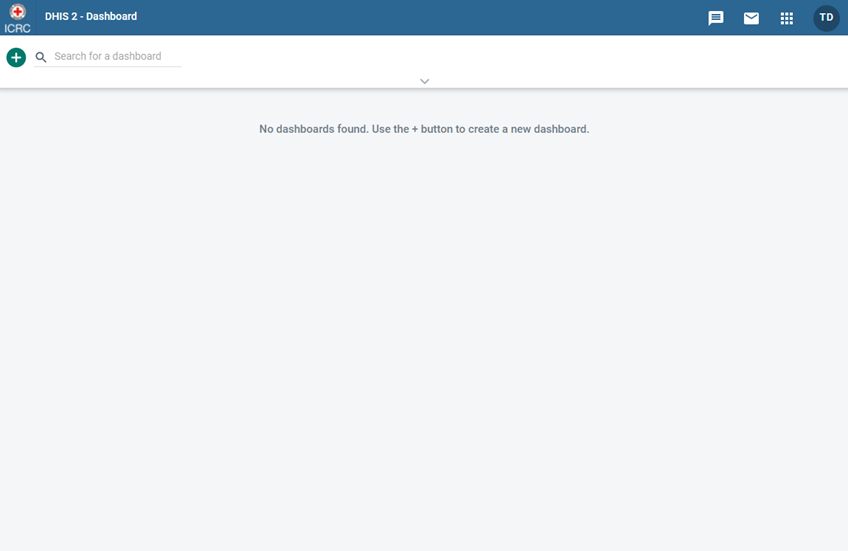 DHIS 2 - Dashboard
TD
ICRC
Search for a dashboard
No dashboards found. Use the + button to create a new dashboard.